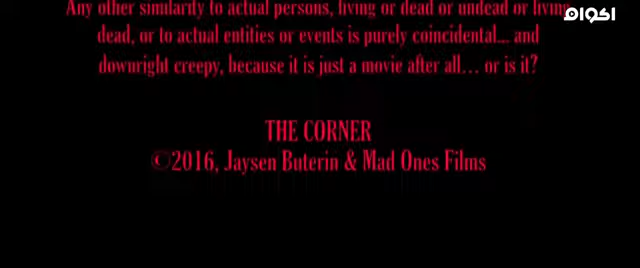 Any other similarity to actual persons, living or dead or undead or living
dead, or to actual entities or events is purely coincidental... and
downright creepy, because it is just a movie after all... or is it?
THE CORNER
©2016, Jaysen Buterin & Mad Ones Films
اكوام